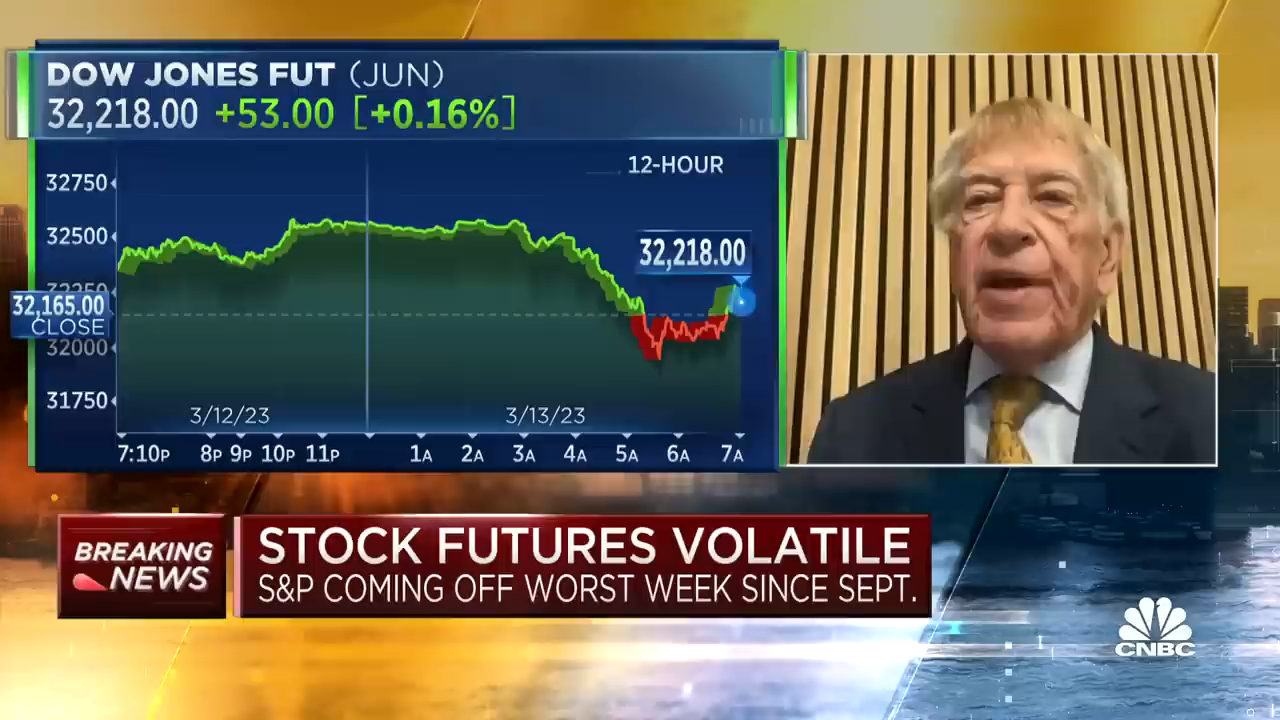 DOW JONES FUT (JUN)
32,218.00 +53.00 [+0.16%]
12-HOUR
32750
32500
32,218.00
32250
32,165.00
CLOSE
32000
31750
3/12/23 3/13/23
7:10P 8P 9P 10P 11P 1A 2A 3A 4A 5A 6A 7A
BREAKING
NEWS
STOCK FUTURES VOLATILE
S&P COMING OFF WORST WEEK SINCE SEPT.
CNBC